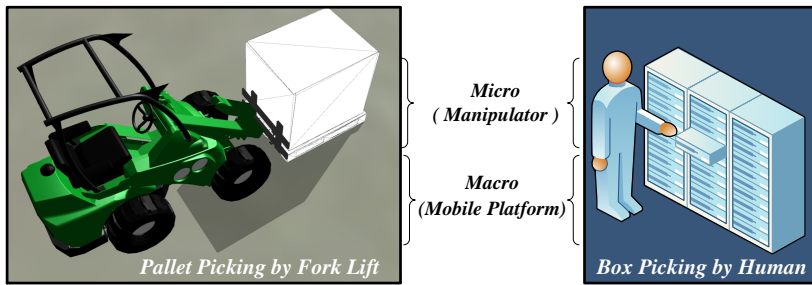 Micro
( Manipulator )
Macro
(Mobile Platform)
Pallet Picking by Fork Lift
Box Picking by Human